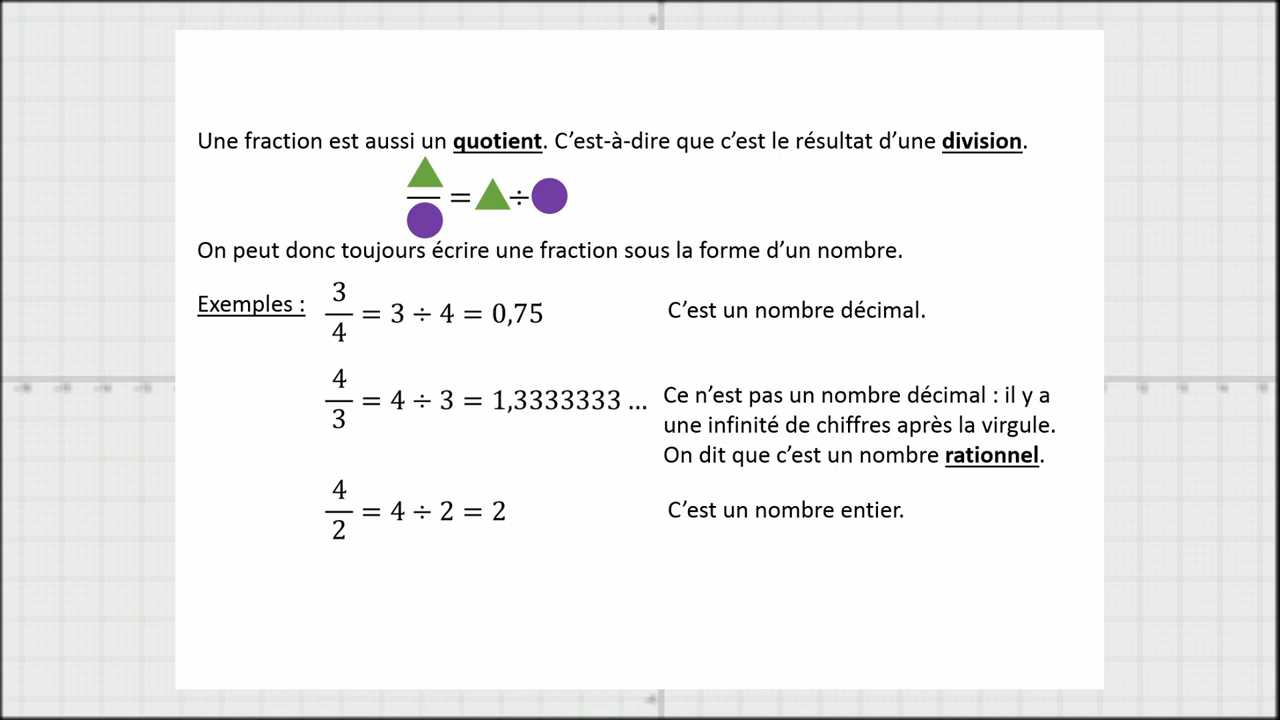 Une fraction est aussi un quotient. C’est-à-dire que c’est le résultat d’une division.
= ÷
On peut donc toujours écrire une fraction sous la forme d’un nombre.
Exemples : 3/4 = 3 ÷ 4 = 0,75 C’est un nombre décimal.
4/3 = 4 ÷ 3 = 1,3333333 … Ce n’est pas un nombre décimal : il y a
une infinité de chiffres après la virgule.
On dit que c’est un nombre rationnel.
4/2 = 4 ÷ 2 = 2 C’est un nombre entier.